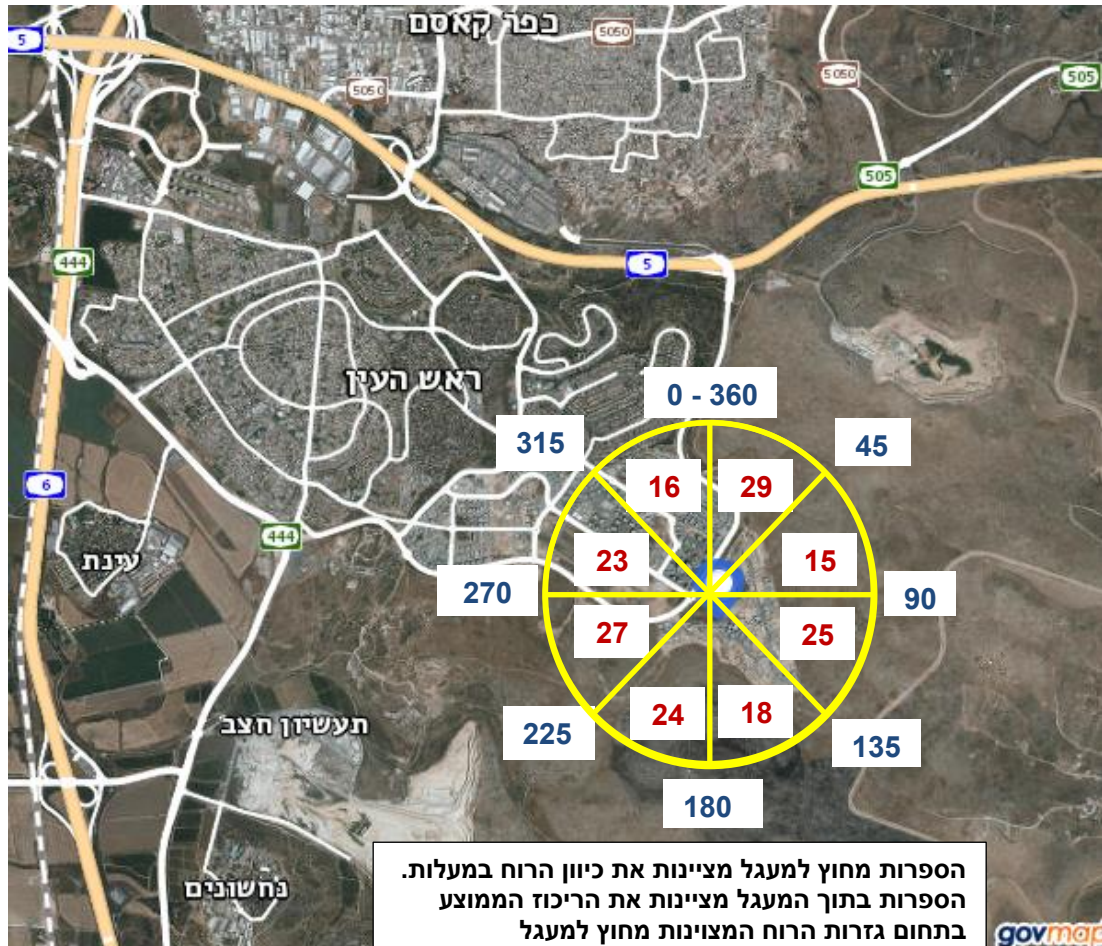 כפר קאסם
5
5050
5050
5050
505
505
444
5
ראש העין
0 - 360
315
45
16
29
6
444
עינת
23
15
270
90
27
25
תעשיון חצב
24
18
225
135
180
נחשונים
הספרות מחוץ למעגל מציינות את כיוון הרוח במעלות.
הספרות בתוך המעגל מציינות את הריכוז הממוצע
בתחום גזרות הרוח המצוינות מחוץ למעגל
govmap